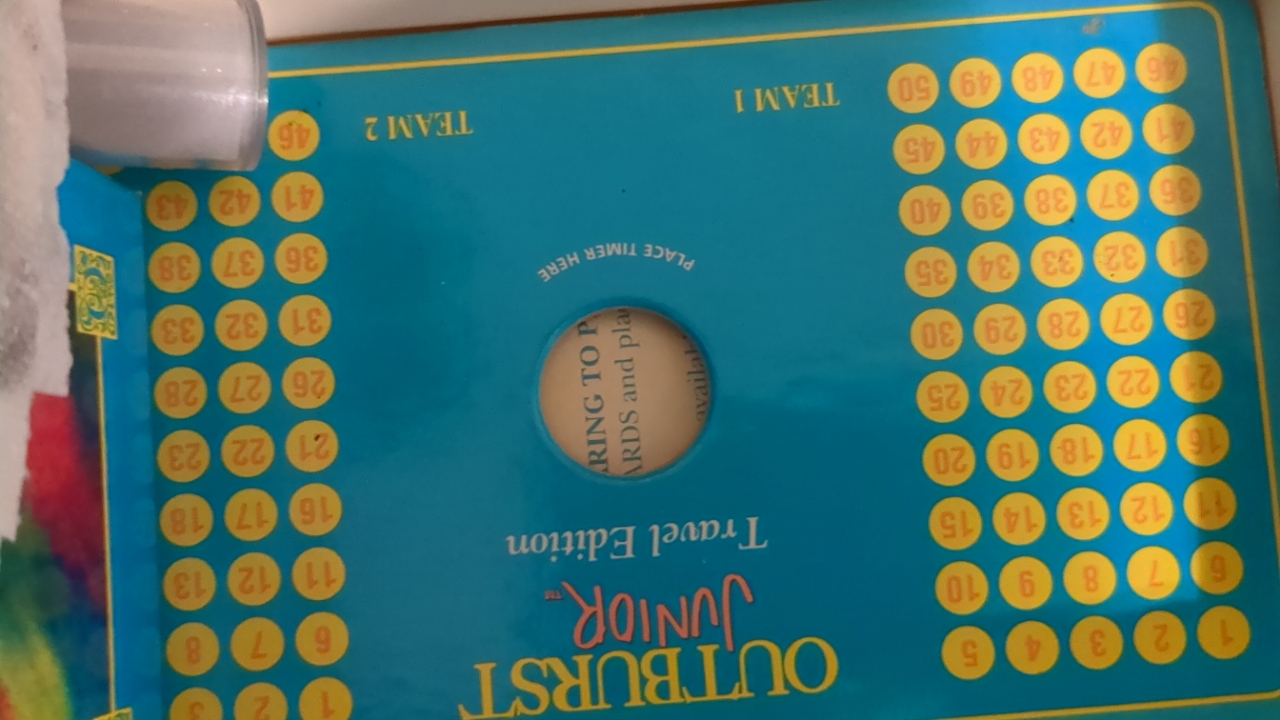 OUTBURST
JUNIOR™
Travel Edition
1 2 3 4 5
6 7 8 9 10
11 12 13 14 15
16 17 18 19 20
21 22 23 24 25
26 27 28 29 30
31 32 33 34 35
36 37 38 39 40
41 42 43 44 45
46 47 48 49 50
TEAM 1
RING TO P
ARDS and pla
availa
PLACE TIMER HERE
TEAM 2
1 2 3
6 7 8
11 12 13
16 17 18
21 22 23
26 27 28
31 32 33
36 37 38
41 42 43
46